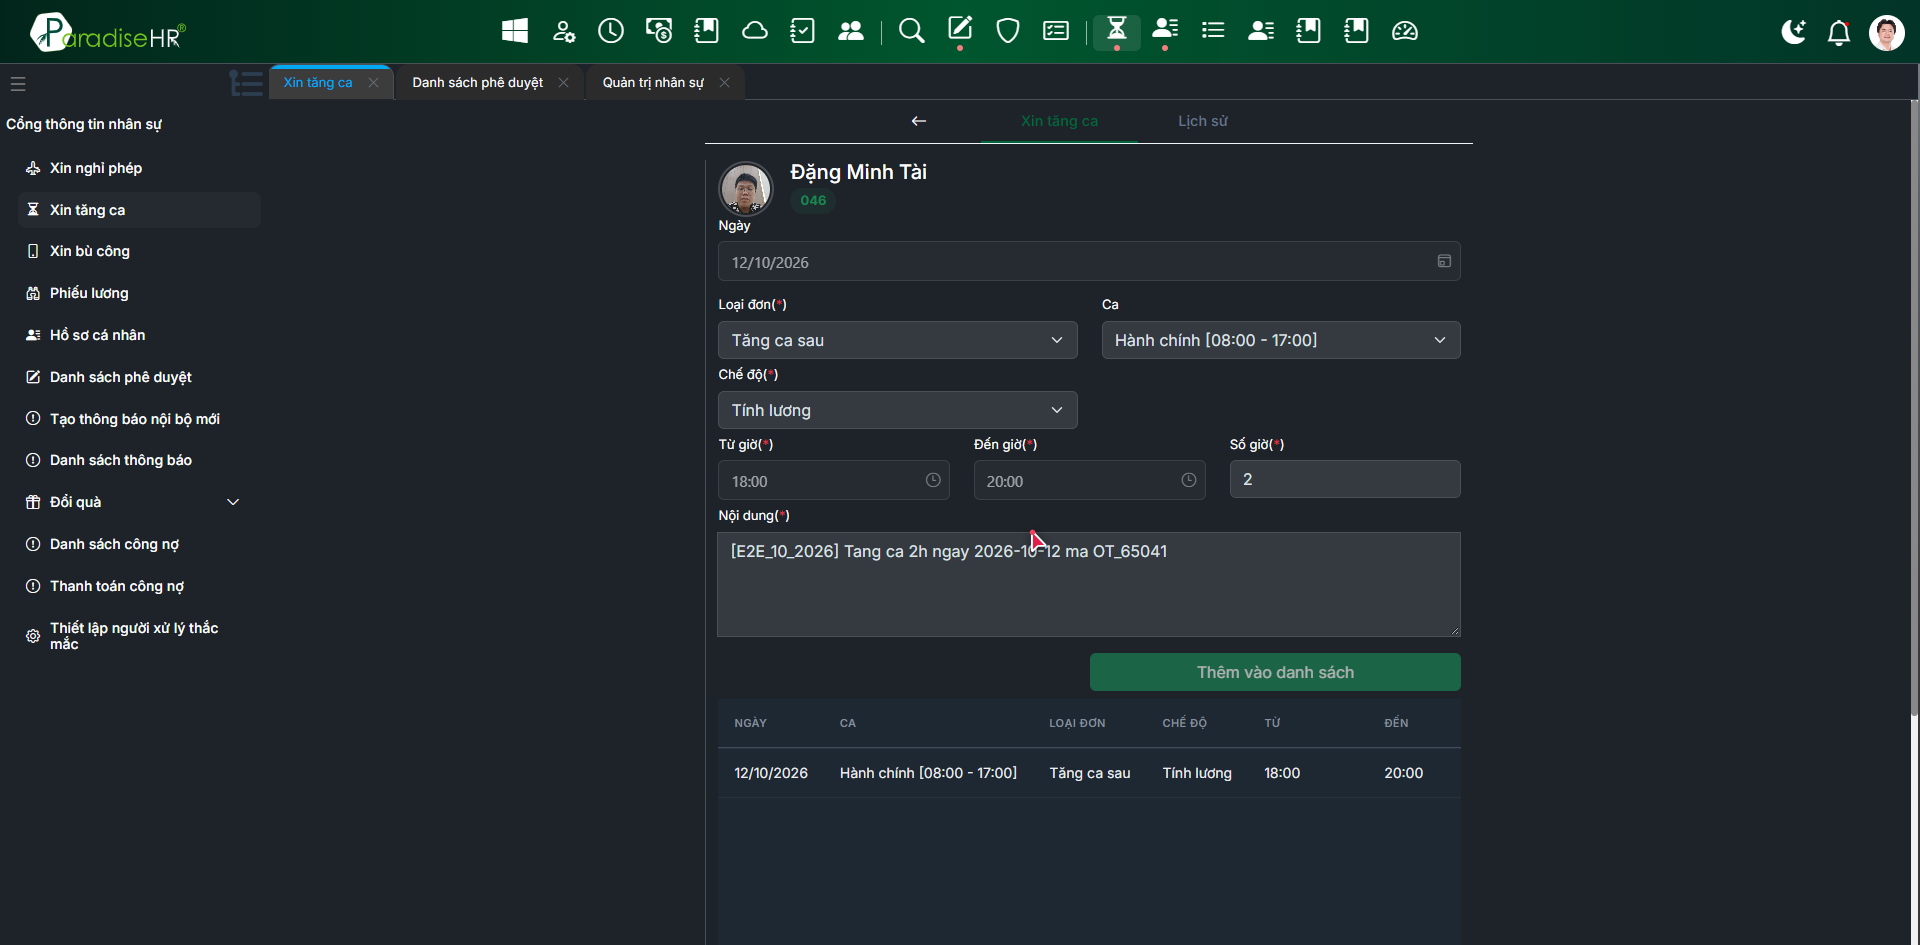 ParadiseHR®
Xin tăng ca
Danh sách phê duyệt
Quản trị nhân sự
Cổng thông tin nhân sự
Xin nghỉ phép
Xin tăng ca
Xin bù công
Phiếu lương
Hồ sơ cá nhân
Danh sách phê duyệt
Tạo thông báo nội bộ mới
Danh sách thông báo
Đổi quà
Danh sách công nợ
Thanh toán công nợ
Thiết lập người xử lý thắc
mắc
Xin tăng ca
Lịch sử
Đặng Minh Tài
046
Ngày
12/10/2026
Loại đơn(*)
Ca
Tăng ca sau
Hành chính [08:00 - 17:00]
Chế độ(*)
Tính lương
Từ giờ(*)
Đến giờ(*)
Số giờ(*)
18:00
20:00
2
Nội dung(*)
[E2E_10_2026] Tang ca 2h ngay 2026-10-12 ma OT_65041
Thêm vào danh sách
NGÀY CA LOẠI ĐƠN CHẾ ĐỘ TỪ ĐẾN
12/10/2026 Hành chính [08:00 - 17:00] Tăng ca sau Tính lương 18:00 20:00